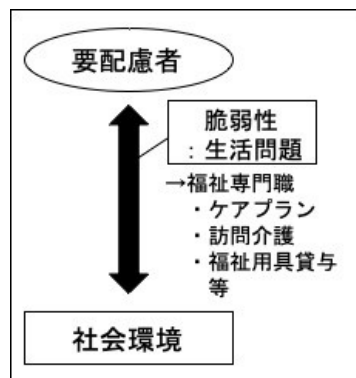 要配慮者
脆弱性
：生活問題
→福祉専門職
・ケアプラン
・訪問介護
・福祉用具貸与
等
社会環境